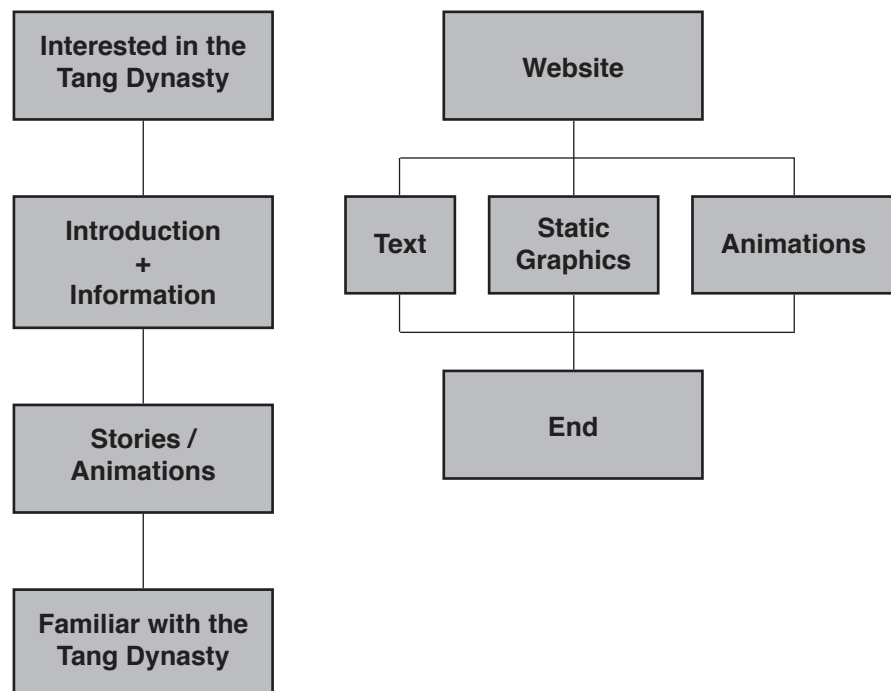 Interested in the
Tang Dynasty
Introduction
+
Information
Stories /
Animations
Familiar with the
Tang Dynasty
Website
Text
Static
Graphics
Animations
End